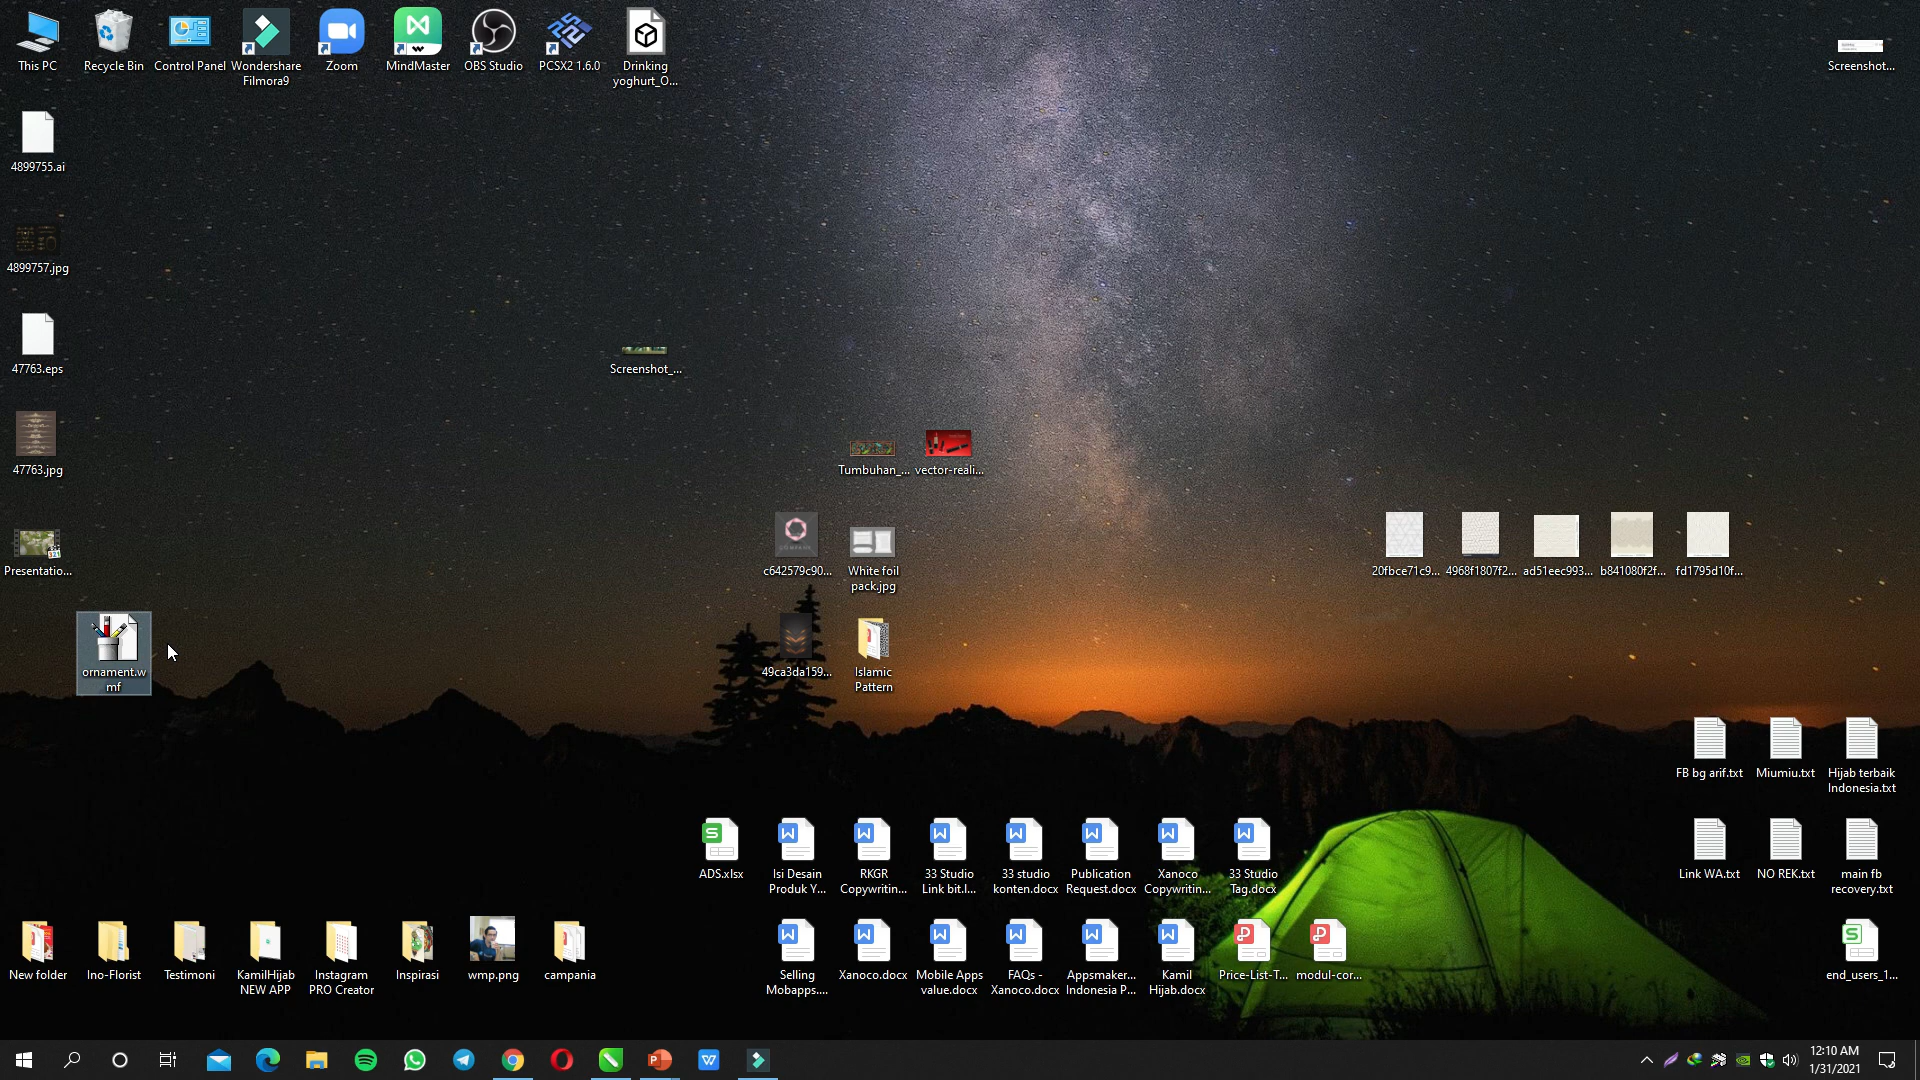 This PC
Recycle Bin
Control Panel
Wondershare
Filmora9
Zoom
MindMaster
OBS Studio
PCSX2 1.6.0
Drinking
yoghurt_O...
Screenshot...
4899755.ai
4899757.jpg
47763.eps
Screenshot_...
47763.jpg
Tumbuhan_...
vector-reali...
Presentatio...
c642579c90...
White foil
pack.jpg
20fbce71c9...
4968f1807f2...
ad51eec993...
b841080f2f...
fd1795d10f...
ornament.w
mf
49ca3da159...
Islamic
Pattern
FB bg arif.txt
Miumiu.txt
Hijab terbaik
Indonesia.txt
ADS.xlsx
Isi Desain
Produk Y...
RKGR
Copywritin...
33 Studio
Link bit.l...
33 studio
konten.docx
Publication
Request.docx
Xanoco
Copywritin...
33 Studio
Tag.docx
Link WA.txt
NO REK.txt
main fb
recovery.txt
New folder
Ino-Florist
Testimoni
KamilHijab
NEW APP
Instagram
PRO Creator
Inspirasi
wmp.png
campania
Selling
Mobapps....
Xanoco.docx
Mobile Apps
value.docx
FAQs -
Xanoco.docx
Appsmaker...
Indonesia P...
Kamil
Hijab.docx
Price-List-T...
modul-cor...
end_users_1...
12:10 AM
1/31/2021